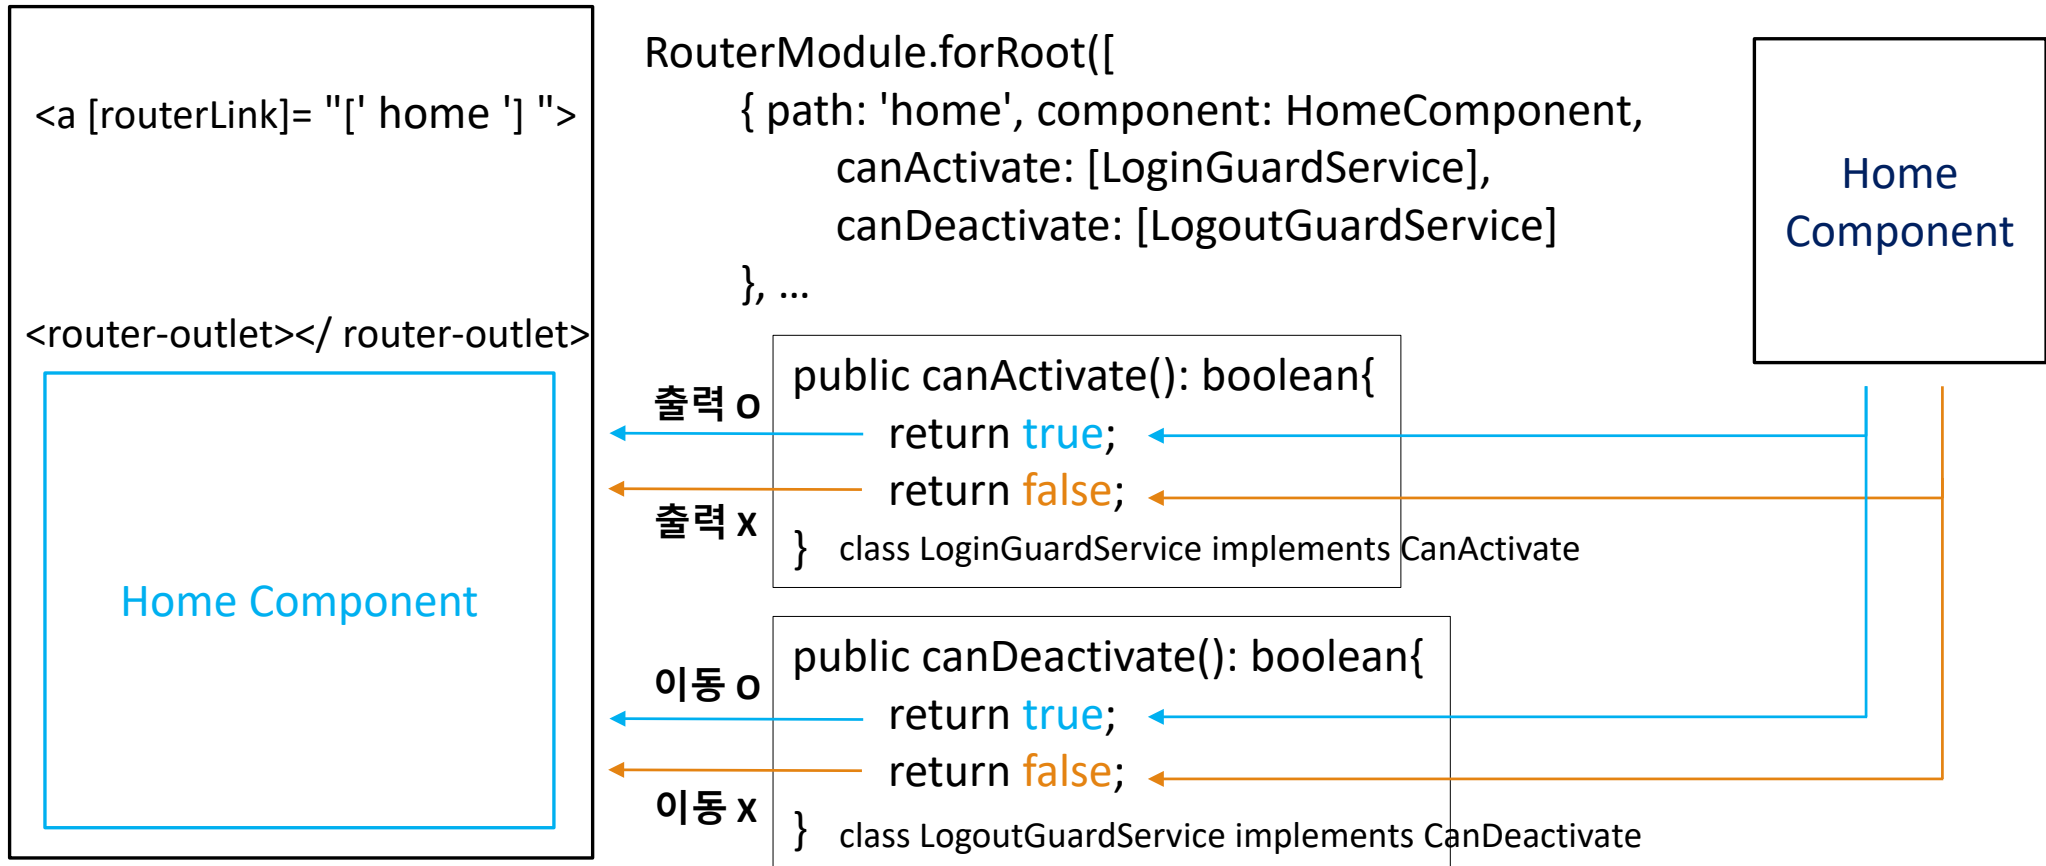 <a [routerLink]= "[' home '] ">
<router-outlet></ router-outlet>
Home Component
RouterModule.forRoot([
{ path: 'home', component: HomeComponent,
canActivate: [LoginGuardService],
canDeactivate: [LogoutGuardService]
}, ...
Home
Component
출력 O
출력 X
public canActivate(): boolean{
return true;
return false;
} class LoginGuardService implements CanActivate
이동 O
이동 X
public canDeactivate(): boolean{
return true;
return false;
} class LogoutGuardService implements CanDeactivate